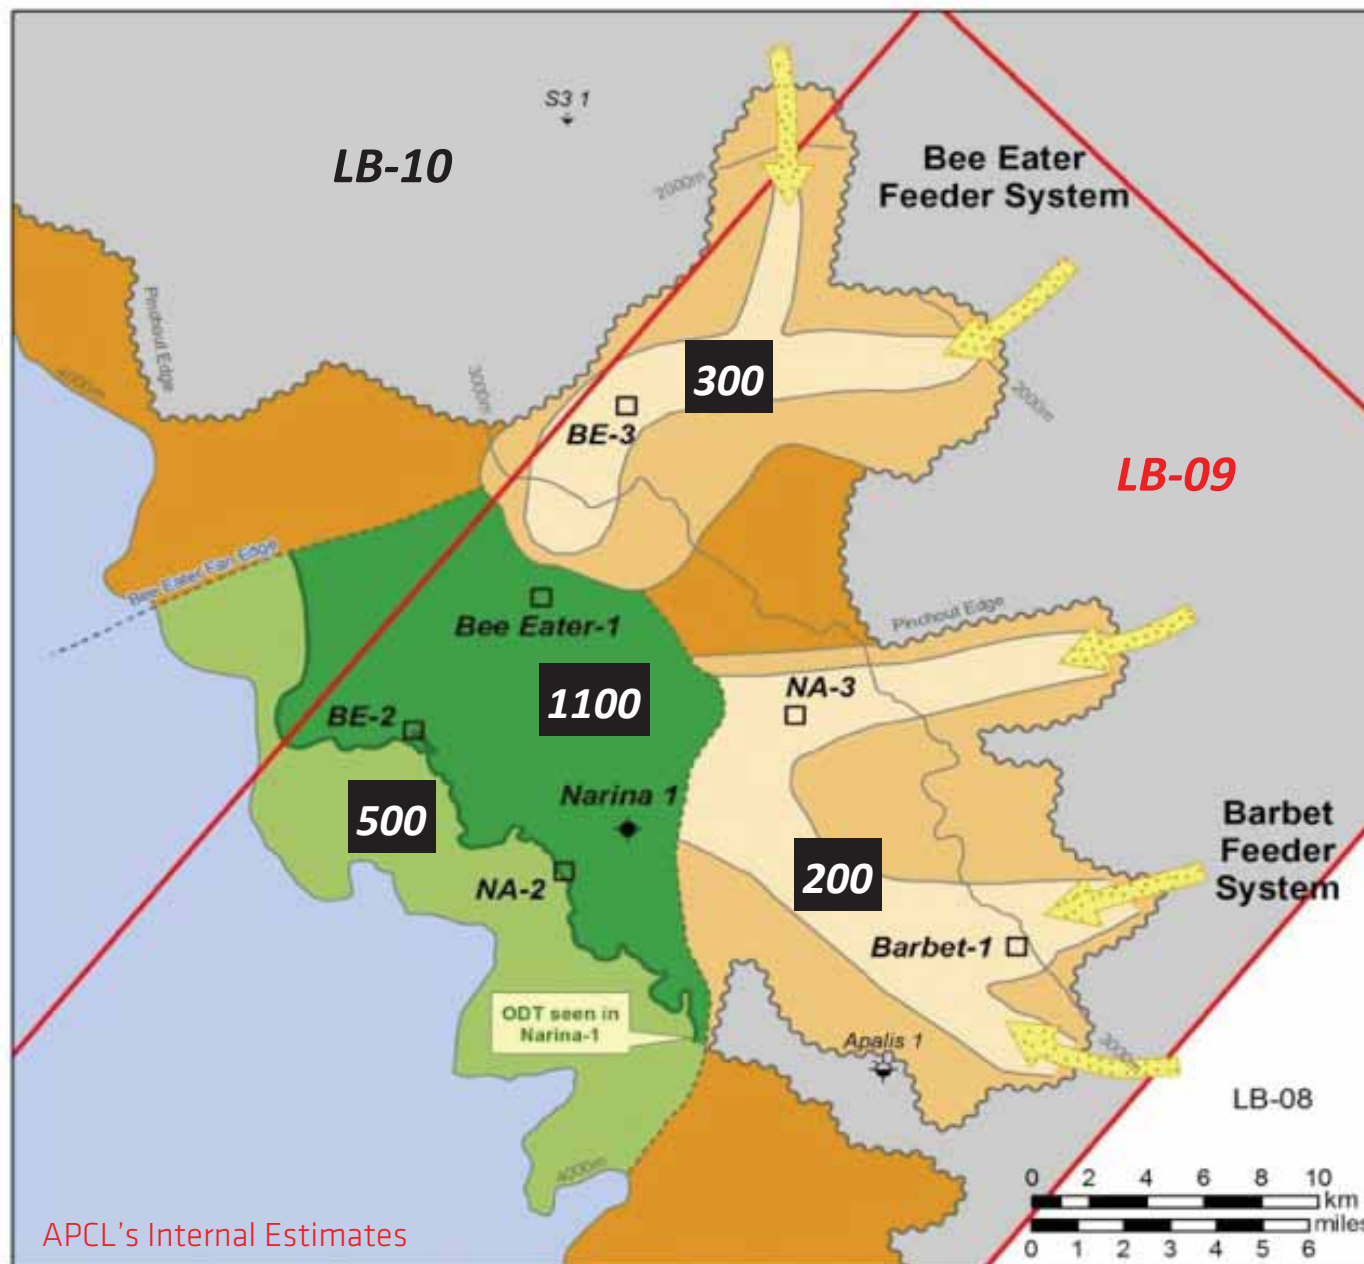 S3 1
LB-10
Bee Eater
Feeder System
2000m
Pinchout Edge
4000m
3000m
300
2000m
BE-3
LB-09
Bee Eater Fan Edge
Bee Eater-1
Pinchout Edge
NA-3
1100
BE-2
Narina 1
500
Barbet
Feeder
System
200
NA-2
Barbet-1
ODT seen in
Narina-1
Apalis 1
3000m
LB-08
4000m
0 2 4 6 8 10
km
miles
0 1 2 3 4 5 6
APCL's Internal Estimates